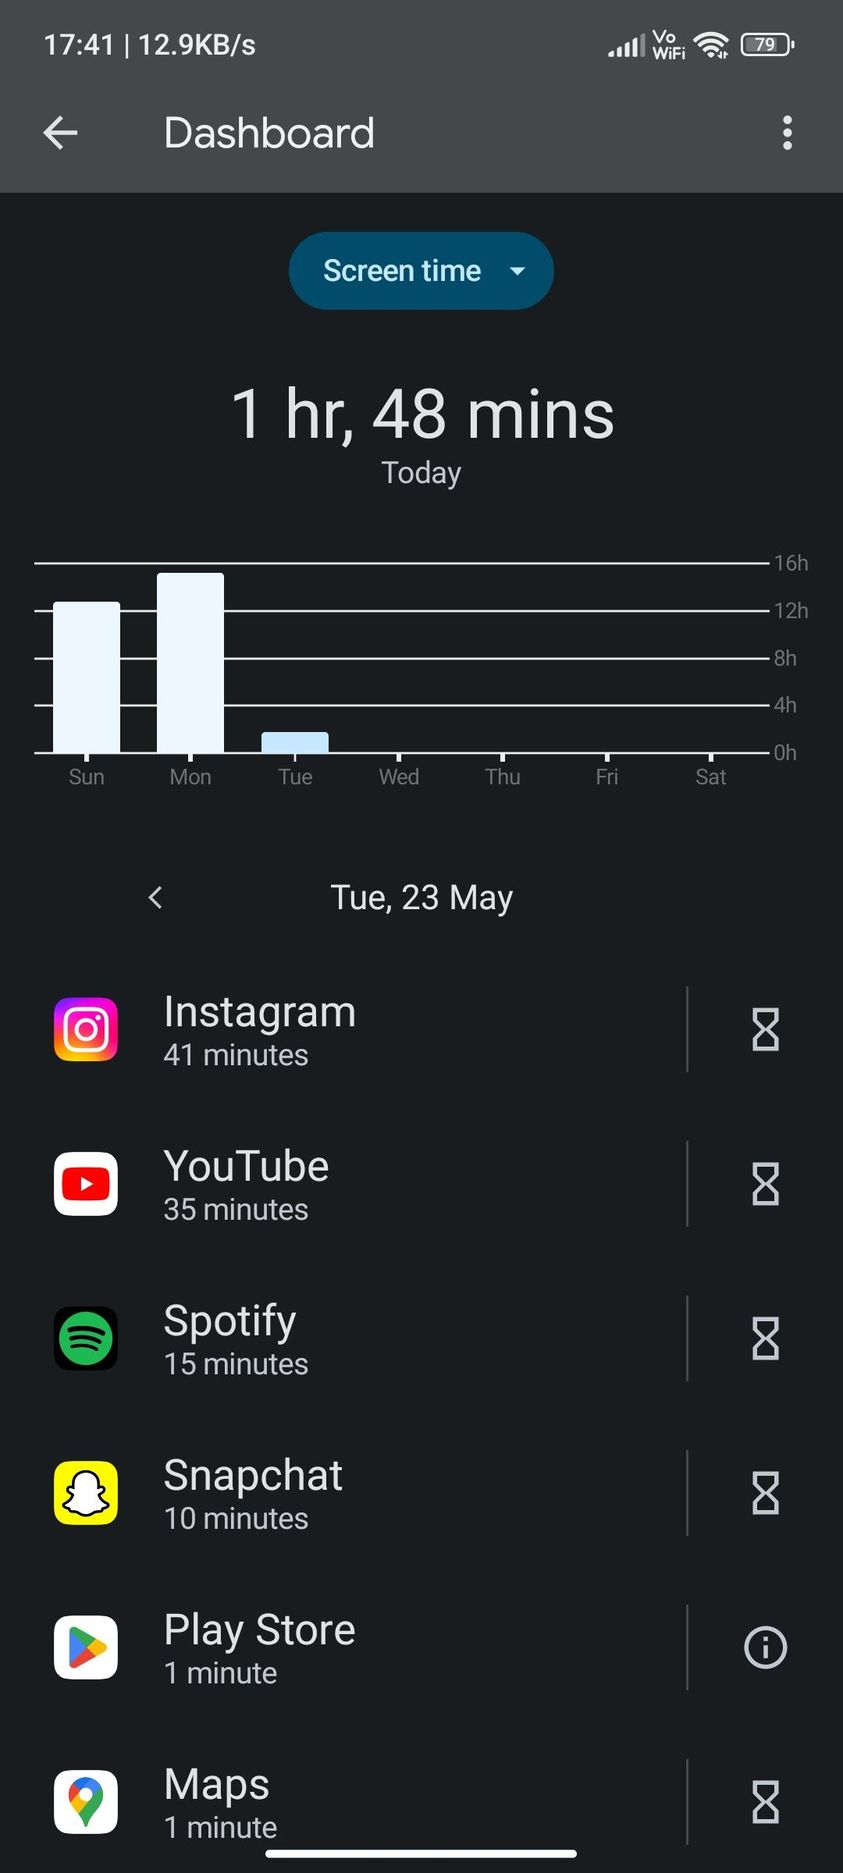 17:41 | 12.9KB/s
Vo
WiFi
79
Dashboard
Screen time
1 hr, 48 mins
Today
16h
12h
8h
4h
0h
Sun Mon Tue Wed Thu Fri Sat
Tue, 23 May
Instagram
41 minutes
YouTube
35 minutes
Spotify
15 minutes
Snapchat
10 minutes
Play Store
1 minute
Maps
1 minute